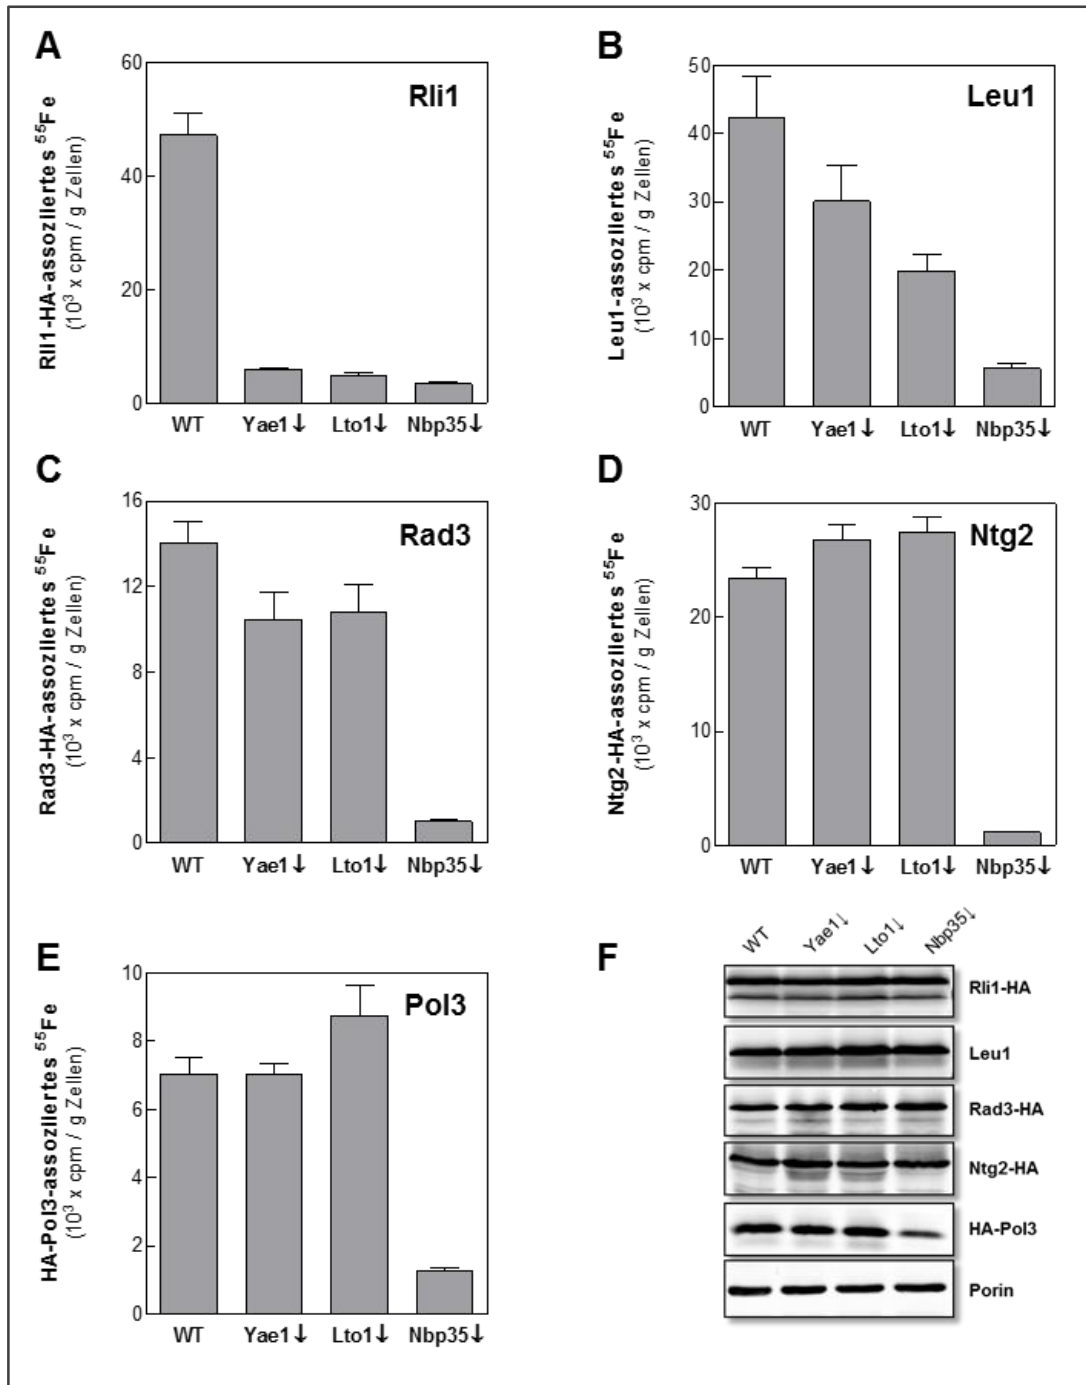 A
Rli1-HA-assoziiertes ⁵⁵Fe
(10³ x cpm / g Zellen)
60
40
20
0
Rli1
WT Yae1↓ Lto1↓ Nbp35↓
B
Leu1-assoziiertes ⁵⁵Fe
(10³ x cpm / g Zellen)
50
40
30
20
10
0
Leu1
WT Yae1↓ Lto1↓ Nbp35↓
C
Rad3-HA-assoziiertes ⁵⁵Fe
(10³ x cpm / g Zellen)
16
12
8
4
0
Rad3
WT Yae1↓ Lto1↓ Nbp35↓
D
Ntg2-HA-assoziiertes ⁵⁵Fe
(10³ x cpm / g Zellen)
30
20
10
0
Ntg2
WT Yae1↓ Lto1↓ Nbp35↓
E
HA-Pol3-assoziiertes ⁵⁵Fe
(10³ x cpm / g Zellen)
10
8
6
4
2
0
Pol3
WT Yae1↓ Lto1↓ Nbp35↓
F
WT Yae1↓ Lto1↓ Nbp35↓
Rli1-HA
Leu1
Rad3-HA
Ntg2-HA
HA-Pol3
Porin